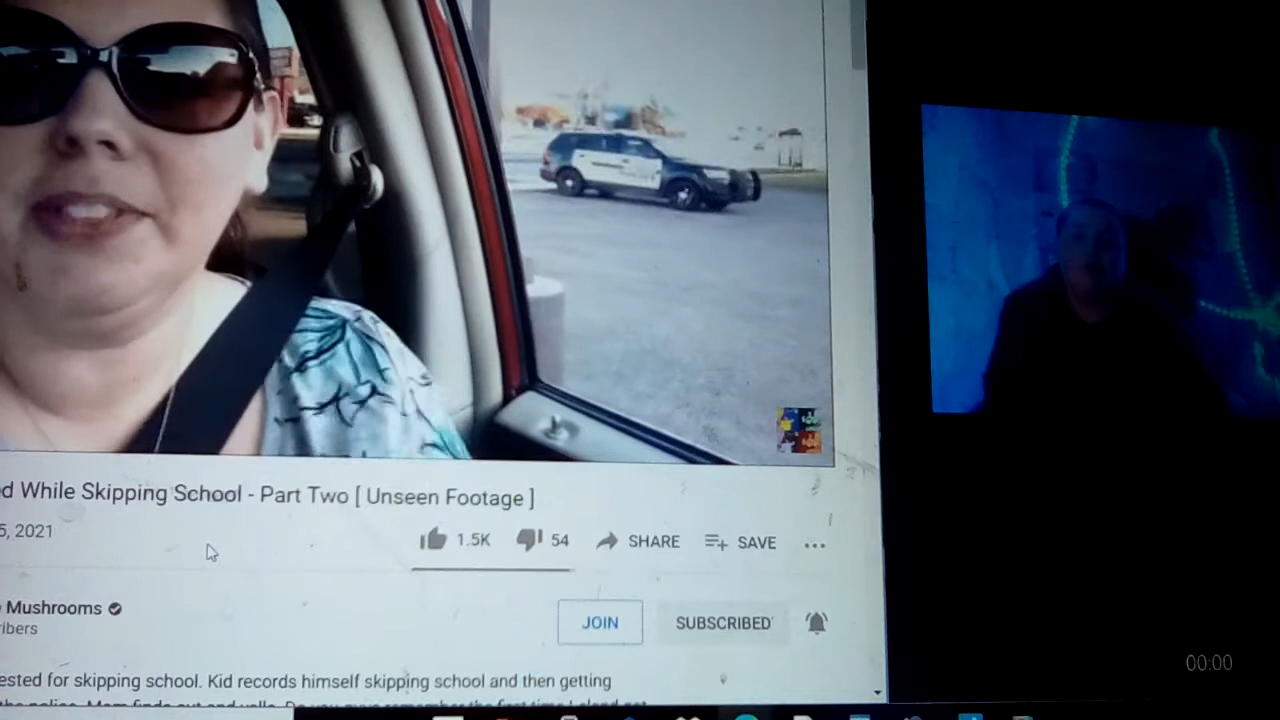 d While Skipping School - Part Two [ Unseen Footage ]
5, 2021
1.5K 54 SHARE SAVE
Mushrooms
ribers
JOIN SUBSCRIBED
ested for skipping school. Kid records himself skipping school and then getting
00:00